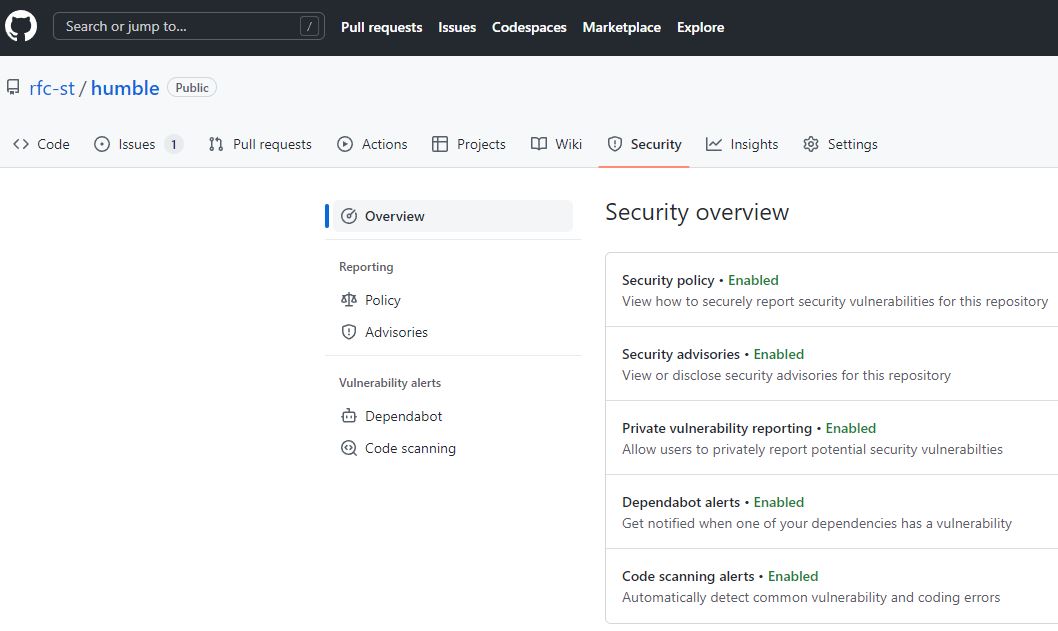 Search or jump to... /
Pull requests Issues Codespaces Marketplace Explore
rfc-st / humble Public
Code Issues 1 Pull requests Actions Projects Wiki Security Insights Settings
Overview
Reporting
Policy
Advisories
Vulnerability alerts
Dependabot
Code scanning
Security overview
Security policy • Enabled
View how to securely report security vulnerabilities for this repository
Security advisories • Enabled
View or disclose security advisories for this repository
Private vulnerability reporting • Enabled
Allow users to privately report potential security vulnerabilties
Dependabot alerts • Enabled
Get notified when one of your dependencies has a vulnerability
Code scanning alerts • Enabled
Automatically detect common vulnerability and coding errors